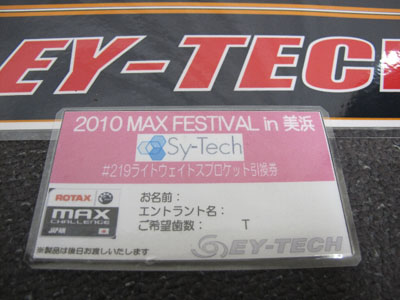 EY-TECH
2010 MAX FESTIVAL in 美浜
Sy-Tech
#219ライトウェイトスプロケット引換券
お名前：
エントラント名：
ご希望歯数： T
ROTAX
MAX
CHALLENGE
JAPAN
EY-TECH
※製品は後日お渡しいたします